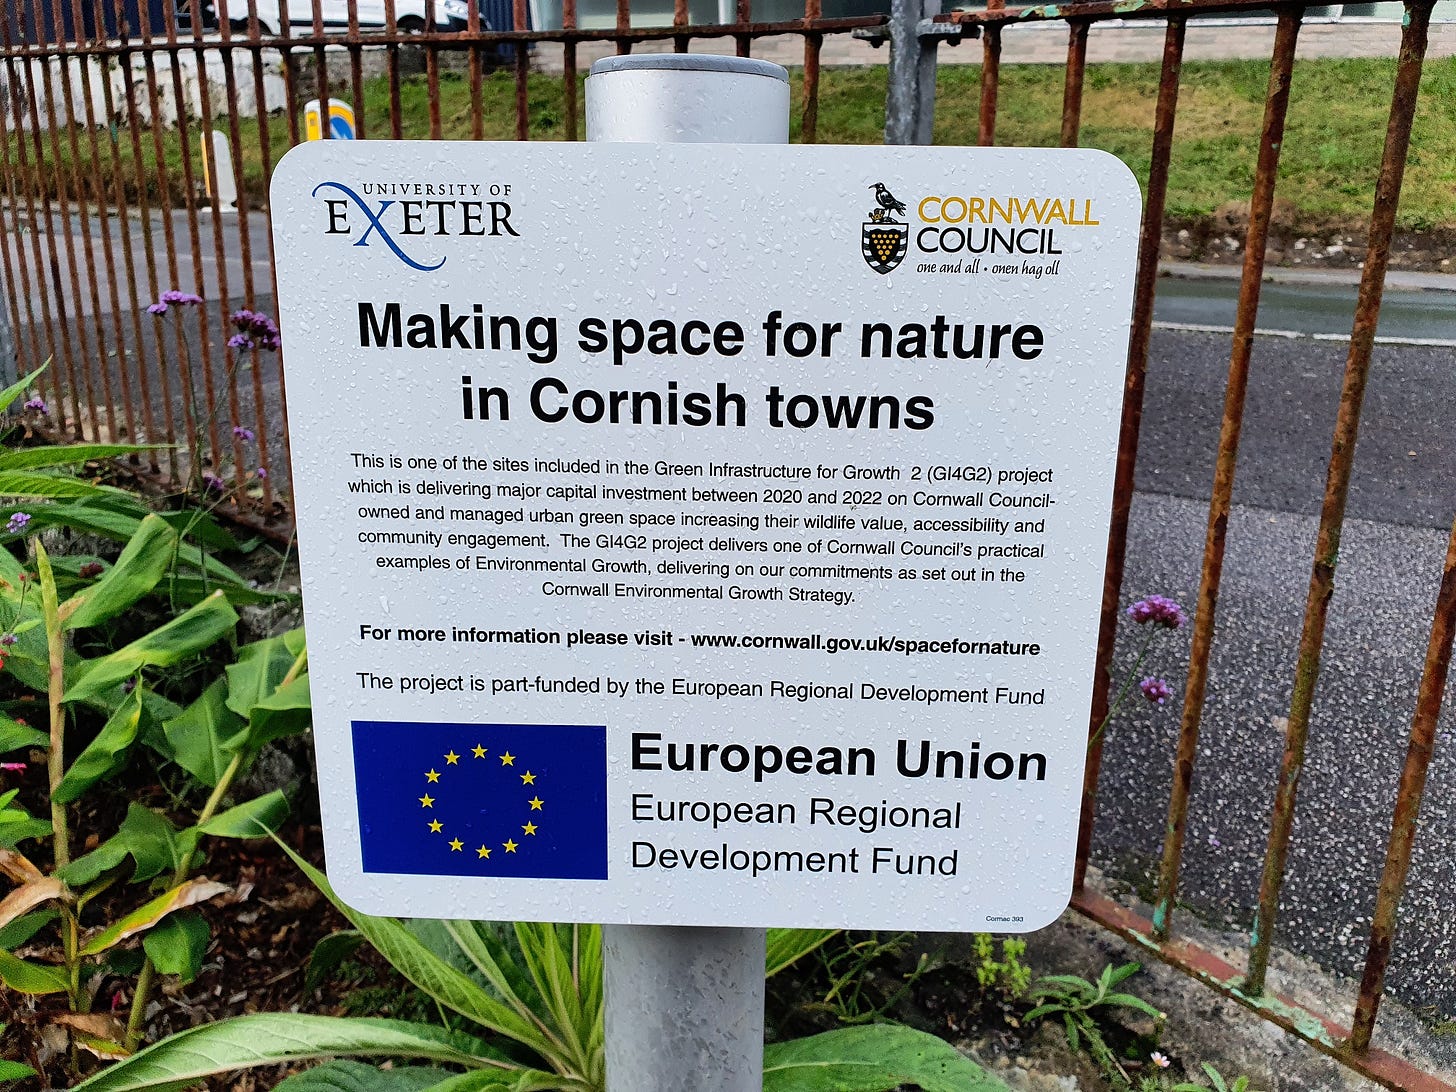 UNIVERSITY OF
EXETER
CORNWALL
COUNCIL
one and all • onen hag oll
Making space for nature
in Cornish towns
This is one of the sites included in the Green Infrastructure for Growth  2 (GI4G2) project
which is delivering major capital investment between 2020 and 2022 on Cornwall Council-
owned and managed urban green space increasing their wildlife value, accessibility and
community engagement.  The GI4G2 project delivers one of Cornwall Council's practical
examples of Environmental Growth, delivering on our commitments as set out in the
Cornwall Environmental Growth Strategy.
For more information please visit - www.cornwall.gov.uk/spacefornature
The project is part-funded by the European Regional Development Fund
European Union
European Regional
Development Fund
Cormac 393